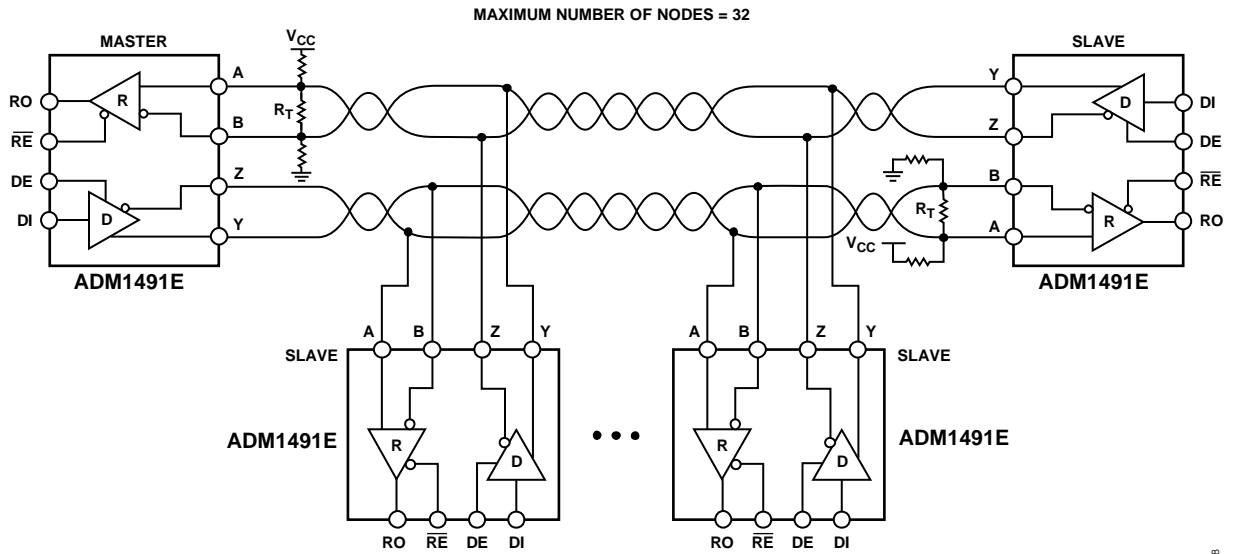 MAXIMUM NUMBER OF NODES = 32
MASTER
VCC
SLAVE
A
Y
RO
R
D
DI
RT
B
Z
RE
DE
DE
Z
B
RE
DI
D
Y
RT
R
RO
VCC
A
ADM1491E
ADM1491E
A
B
Z
Y
A
B
Z
Y
SLAVE
SLAVE
ADM1491E
ADM1491E
R
D
...
R
D
RO
RE
DE
DI
RO
RE
DE
DI